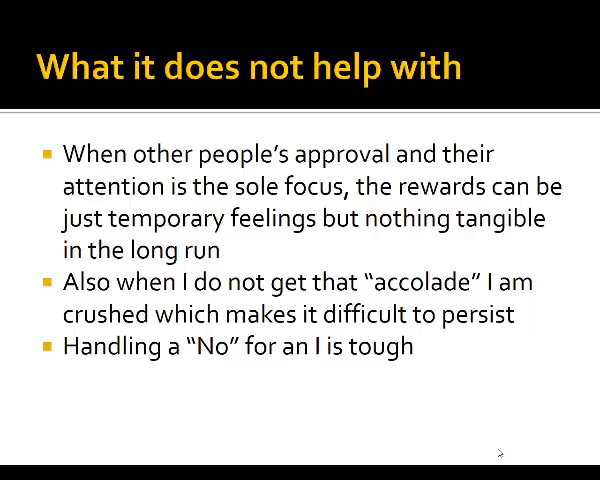 What it does not help with
When other people's approval and their
attention is the sole focus, the rewards can be
just temporary feelings but nothing tangible
in the long run
Also when I do not get that “accolade” I am
crushed which makes it difficult to persist
Handling a “No” for an I is tough